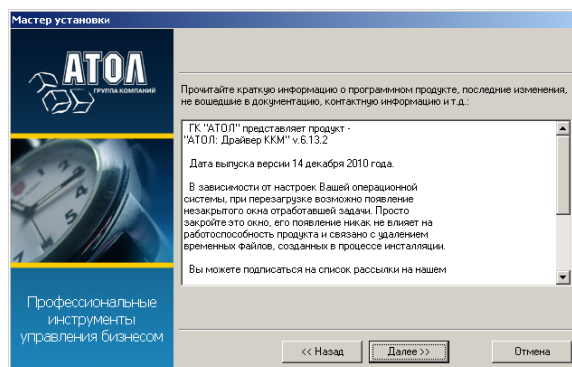 Мастер установки
АТОЛ
ГРУППА КОМПАНИЙ
Прочитайте краткую информацию о программном продукте, последние изменения,
не вошедшие в документацию, контактную информацию и т.д.:
ГК "АТОЛ" представляет продукт -
"АТОЛ: Драйвер ККМ" v.6.13.2
Дата выпуска версии 14 декабря 2010 года.
В зависимости от настроек Вашей операционной
системы, при перезагрузке возможно появление
незакрытого окна отработавшей задачи. Просто
закройте это окно, его появление никак не влияет на
работоспособность продукта и связано с удалением
временных файлов, созданных в процессе инсталляции.
Вы можете подписаться на список рассылки на нашем
Профессиональные
инструменты
управления бизнесом
<< Назад
Далее >>
Отмена